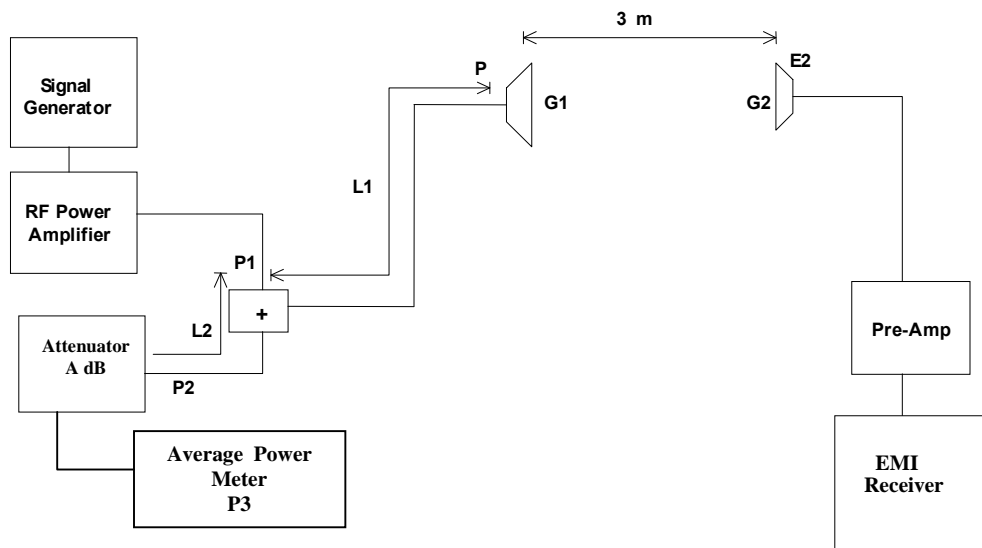 3 m
Signal
Generator
P
G1
G2
E2
L1
RF Power
Amplifier
P1
+
L2
Attenuator
A dB
P2
Pre-Amp
Average Power
Meter
P3
EMI
Receiver